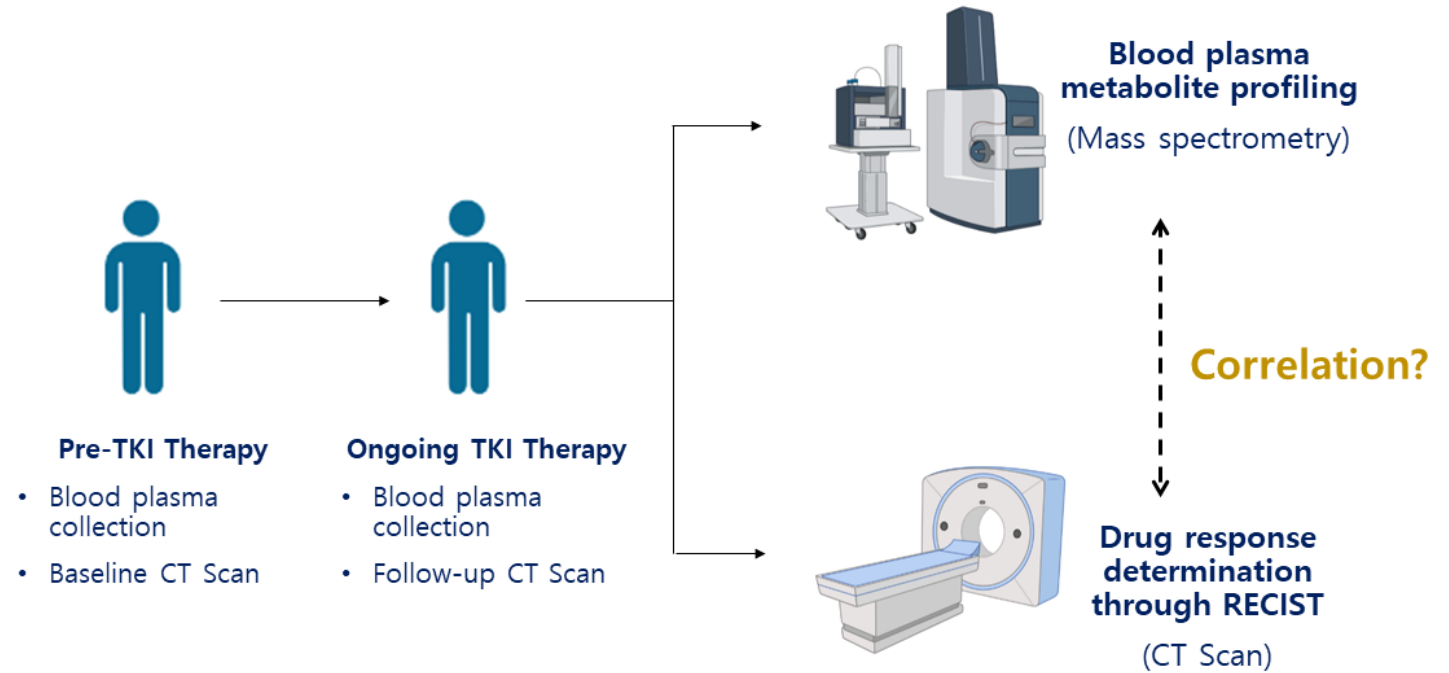 Pre-TKI Therapy
• Blood plasma
collection
• Baseline CT Scan
Ongoing TKI Therapy
• Blood plasma
collection
• Follow-up CT Scan
Blood plasma
metabolite profiling
(Mass spectrometry)
Correlation?
Drug response
determination
through RECIST
(CT Scan)